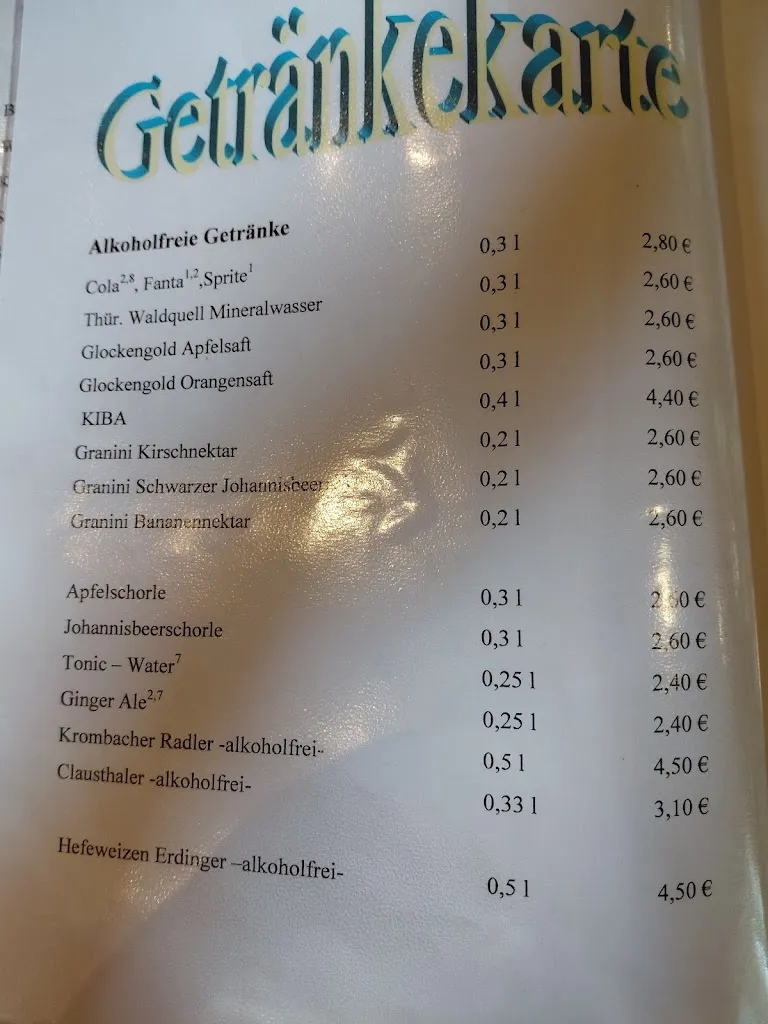 Getränkekarte
Alkoholfreie Getränke
Cola2,8, Fanta1,2,Sprite1 0,3 l 2,80 €
Thür. Waldquell Mineralwasser 0,3 l 2,60 €
Glockengold Apfelsaft 0,3 l 2,60 €
Glockengold Orangensaft 0,3 l 2,60 €
KIBA 0,4 l 4,40 €
Granini Kirschnektar 0,2 l 2,60 €
Granini Schwarzer Johannisbeer 0,2 l 2,60 €
Granini Bananennektar 0,2 l 2,60 €
Apfelschorle 0,3 l 2,60 €
Johannisbeerschorle 0,3 l 2,60 €
Tonic – Water7 0,25 l 2,40 €
Ginger Ale2,7 0,25 l 2,40 €
Krombacher Radler -alkoholfrei- 0,5 l 4,50 €
Clausthaler -alkoholfrei- 0,33 l 3,10 €
Hefeweizen Erdinger –alkoholfrei- 0,5 l 4,50 €